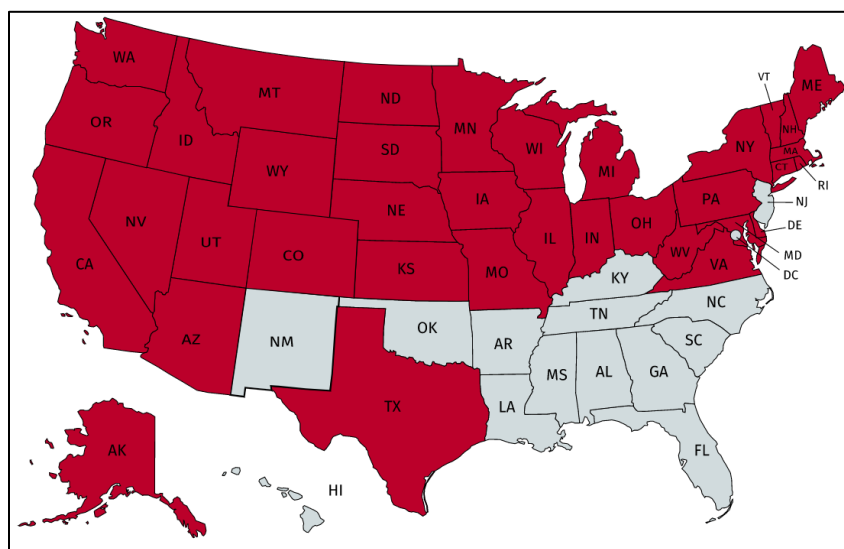 WA
MT
ND
MN
VT
ME
OR
ID
SD
WI
MI
NY
NH
MA
CT
RI
WY
NV
UT
CO
NE
IA
IL
IN
OH
PA
NJ
DE
MD
DC
CA
KS
MO
WV
VA
KY
AZ
NM
OK
AR
TN
NC
SC
TX
LA
MS
AL
GA
FL
AK
HI